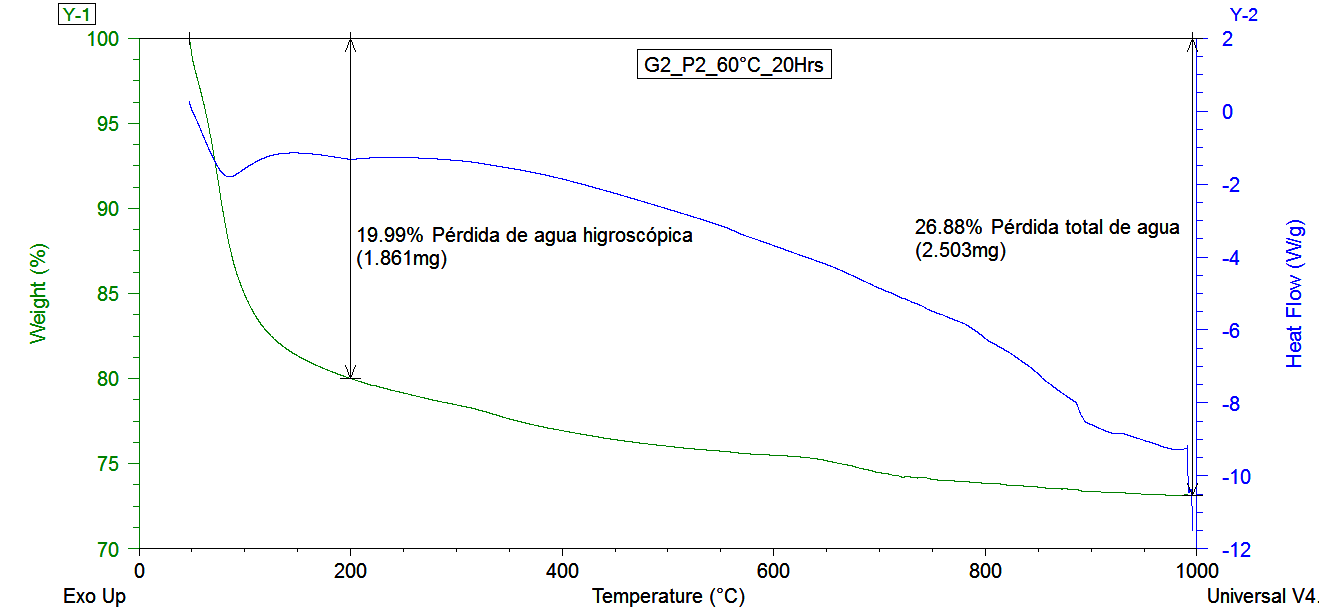 Y-1
Y-2
G2_P2_60°C_20Hrs
100
95
90
85
80
75
70
Weight (%)
19.99% Pérdida de agua higroscópica
(1.861mg)
26.88% Pérdida total de agua
(2.503mg)
2
0
-2
-4
-6
-8
-10
-12
Heat Flow (W/g)
0
200
400
600
800
1000
Exo Up
Temperature (°C)
Universal V4.